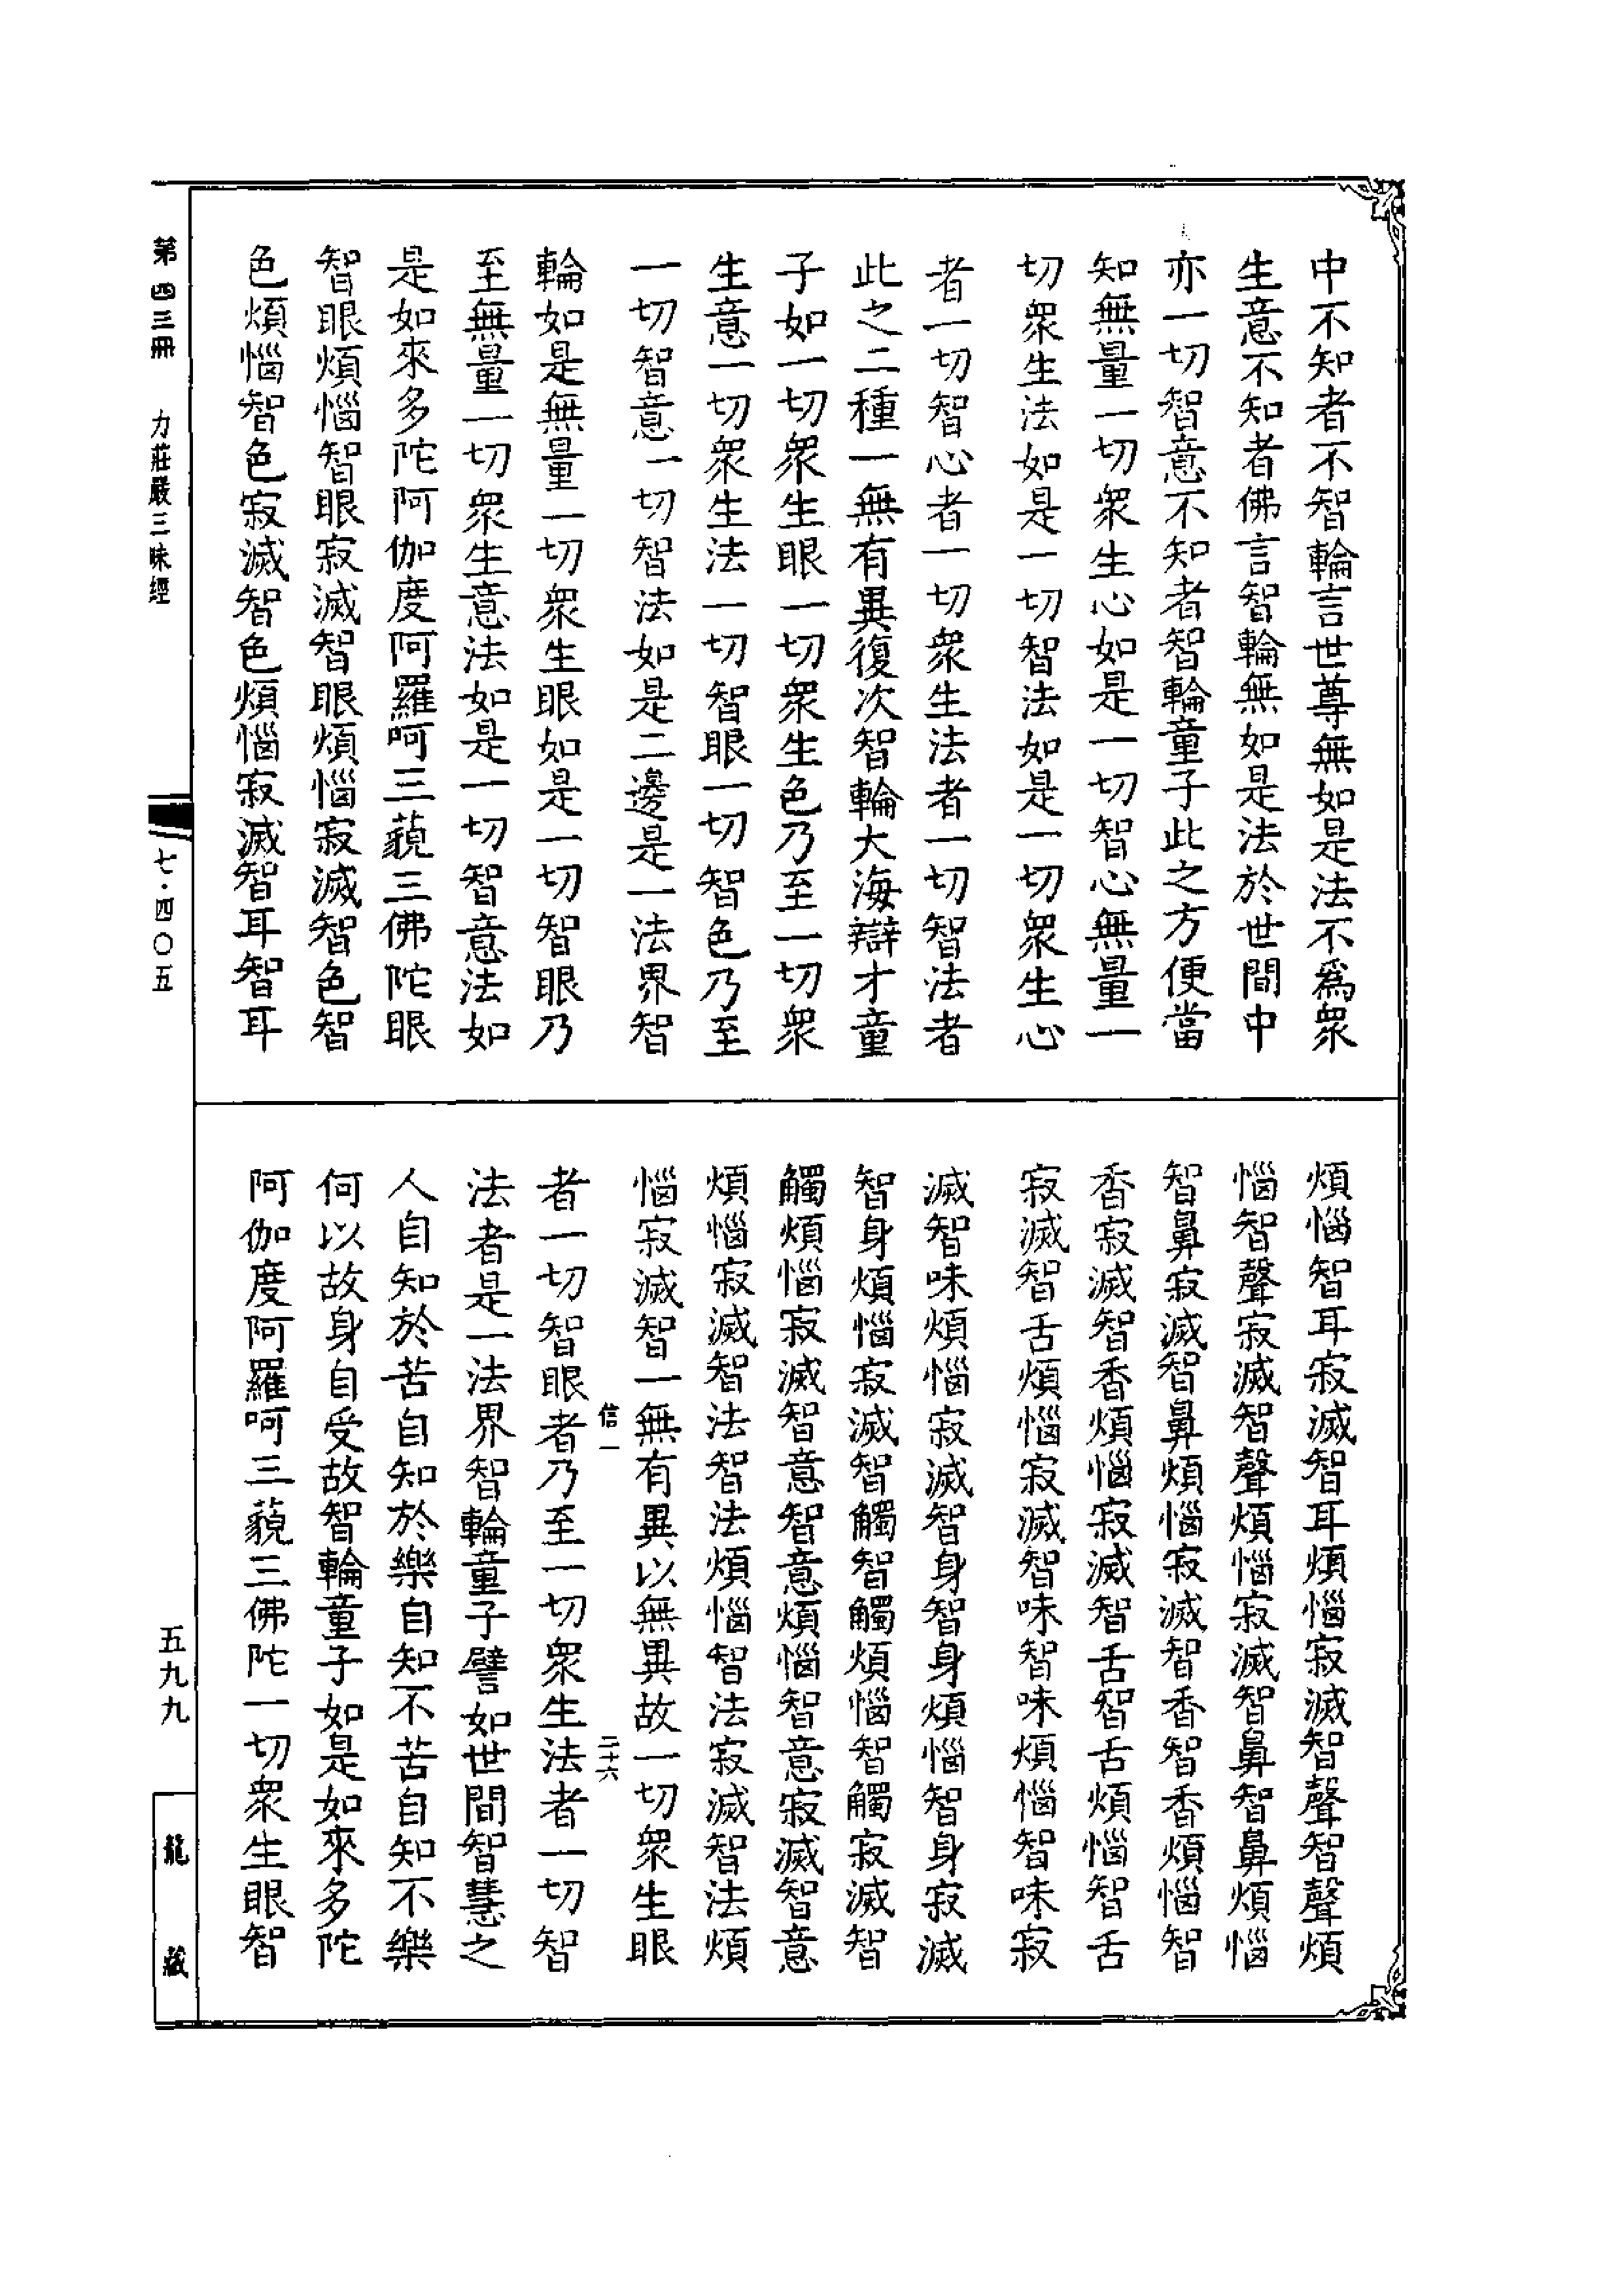 中不知者不智輪言世尊無如是法不爲衆
生意不知者佛言智輪無如是法於世間中
亦一切智意不知者智輪童子此之方便當
知無量一切衆生心如是一切智心無量一
切衆生法如是一切智法如是一切衆生心
者一切智心者一切衆生法者一切智法者
此之二種一無有異復次智輪大海辯才童
子如一切衆生眼一切衆生色乃至一切衆
生意一切衆生法一切智眼一切智色乃至
一切智意一切智法如是二邊是一法界智
輪如是無量一切衆生眼如是一切智眼乃
至無量一切衆生意法如是一切智意法如
是如來多陀阿伽度阿羅呵三藐三佛陀眼
智眼煩惱智眼寂滅智眼煩惱寂滅智色智
色煩惱智色寂滅智色煩惱寂滅智耳智耳
煩惱智耳寂滅智耳煩惱寂滅智聲智聲煩
惱智聲寂滅智聲煩惱寂滅智鼻智鼻煩惱
智鼻寂滅智鼻煩惱寂滅智香智香煩惱智
香寂滅智香煩惱寂滅智舌智舌煩惱智舌
寂滅智舌煩惱寂滅智味智味煩惱智味寂
滅智味煩惱寂滅智身智身煩惱智身寂滅
智身煩惱寂滅智觸智觸煩惱智觸寂滅智
觸煩惱寂滅智意智意煩惱智意寂滅智意
煩惱寂滅智法智法煩惱智法寂滅智法煩
惱寂滅智一無有異以無異故一切衆生眼
信一 二十六
者一切智眼者乃至一切衆生法者一切智
法者是一法界智輪童子譬如世間智慧之
人自知於苦自知於樂自知不苦自知不樂
何以故身自受故智輪童子如是如來多陀
阿伽度阿羅呵三藐三佛陀一切衆生眼智
第四三冊 力莊嚴三昧經
七·四〇五
五九九
龍藏